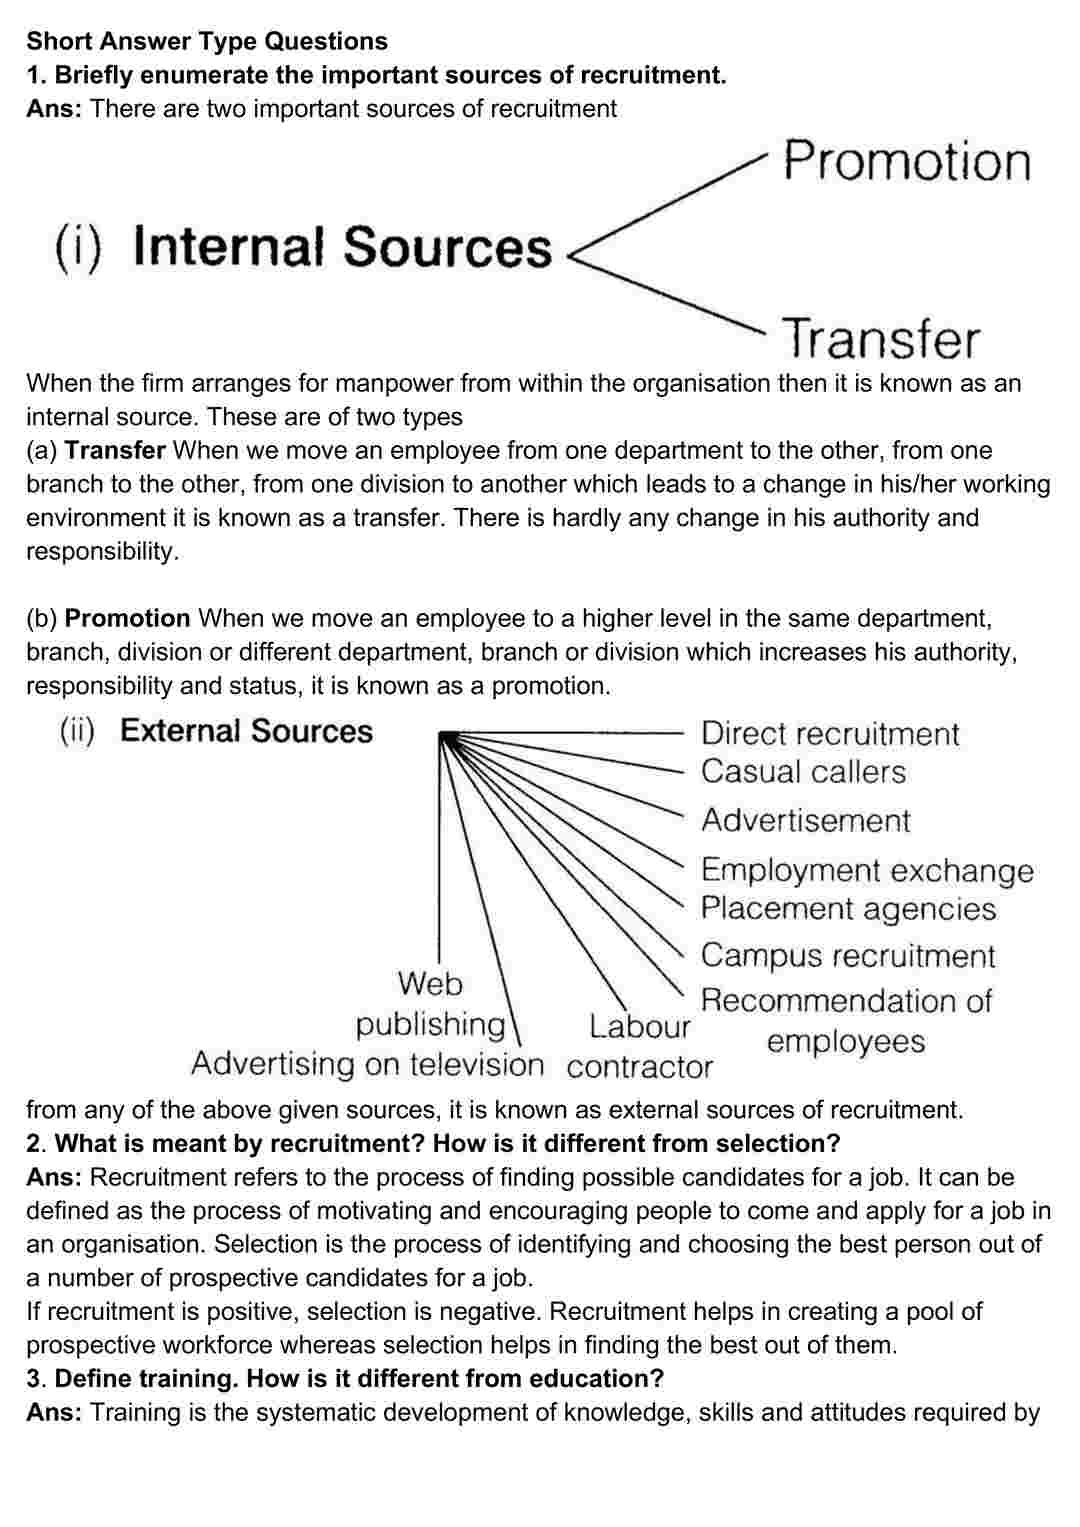 Short Answer Type Questions
1. Briefly enumerate the important sources of recruitment.
Ans: There are two important sources of recruitment
Promotion
(i) Internal Sources
Transfer
When the firm arranges for manpower from within the organisation then it is known as an
internal source. These are of two types
(a) Transfer When we move an employee from one department to the other, from one
branch to the other, from one division to another which leads to a change in his/her working
environment it is known as a transfer. There is hardly any change in his authority and
responsibility.
(b) Promotion When we move an employee to a higher level in the same department,
branch, division or different department, branch or division which increases his authority,
responsibility and status, it is known as a promotion.
(ii) External Sources
Direct recruitment
Casual callers
Advertisement
Employment exchange
Placement agencies
Campus recruitment
Recommendation of
employees
Labour
contractor
Web
publishing
Advertising on television
from any of the above given sources, it is known as external sources of recruitment.
2. What is meant by recruitment? How is it different from selection?
Ans: Recruitment refers to the process of finding possible candidates for a job. It can be
defined as the process of motivating and encouraging people to come and apply for a job in
an organisation. Selection is the process of identifying and choosing the best person out of
a number of prospective candidates for a job.
If recruitment is positive, selection is negative. Recruitment helps in creating a pool of
prospective workforce whereas selection helps in finding the best out of them.
3. Define training. How is it different from education?
Ans: Training is the systematic development of knowledge, skills and attitudes required by